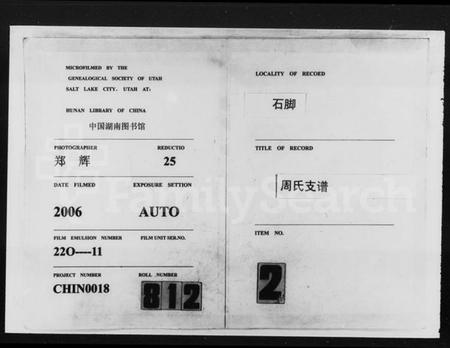 MICROFILMED BY THE
GENEALOGICAL SOCIETY OF UTAH
SALT LAKE CITY, UTAH AT:
HUNAN LIBRARY OF CHINA
中国湖南图书馆
PHOTOGRAPHER REDUCTIO
郑 辉 25
DATE FILMED EXPOSURE SETTION
2006 AUTO
FILM EMULSION NUMBER FILM UNIT SER.NO.
22O----11
PROJECT NUMBER ROLL NUMBER
CHIN0018 812
LOCALITY OF RECORD
石脚
TITLE OF RECORD
周氏支谱
ITEM NO.
2
FamilySearch